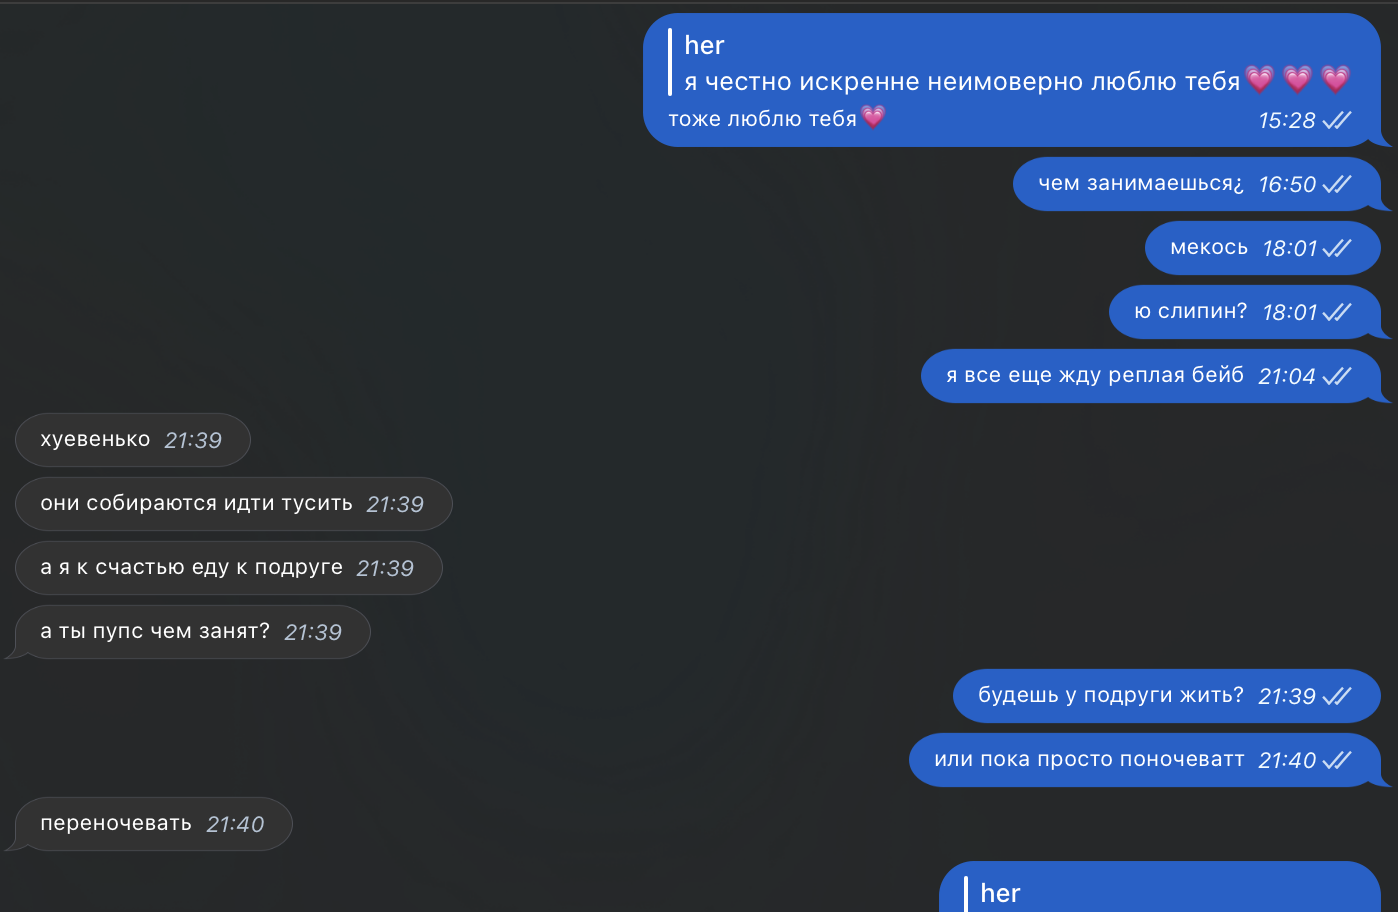 her
я честно искренне неимоверно люблю тебя💗💗💗
тоже люблю тебя💗 15:28
чем занимаешься¿ 16:50
мекось 18:01
ю слипин? 18:01
я все еще жду реплая бейб 21:04
хуевенько 21:39
они собираются идти тусить 21:39
а я к счастью еду к подруге 21:39
а ты пупс чем занят? 21:39
будешь у подруги жить? 21:39
или пока просто поночеватт 21:40
переночевать 21:40
her